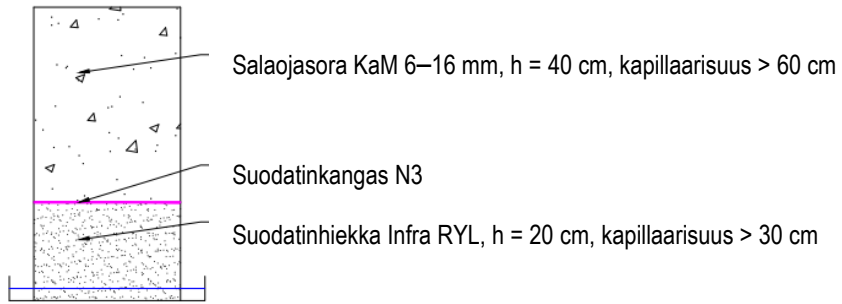 Salaojasora KaM 6–16 mm, h = 40 cm, kapillaarisuus > 60 cm
Suodatinkangas N3
Suodatinhiekka Infra RYL, h = 20 cm, kapillaarisuus > 30 cm